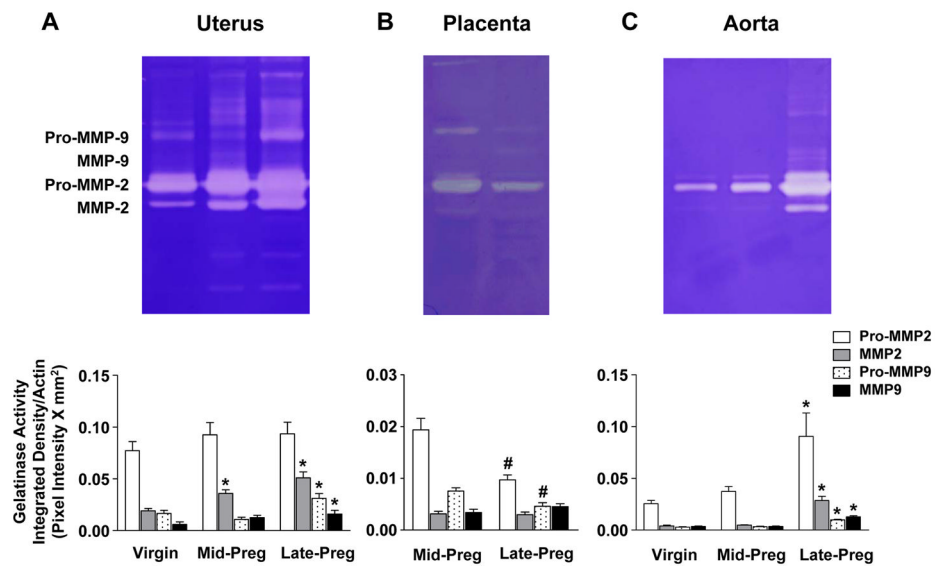 A Uterus
B Placenta
C Aorta
Pro-MMP-9
MMP-9
Pro-MMP-2
MMP-2
Pro-MMP2
MMP2
Pro-MMP9
MMP9
Gelatinase Activity
Integrated Density/Actin
(Pixel Intensity X mm²)
0.15
0.10
0.05
0.00
*
*
*
*
Virgin Mid-Preg Late-Preg
0.03
0.02
0.01
0.00
#
#
Mid-Preg Late-Preg
0.15
0.10
0.05
0.00
*
*
*
*
Virgin Mid-Preg Late-Preg